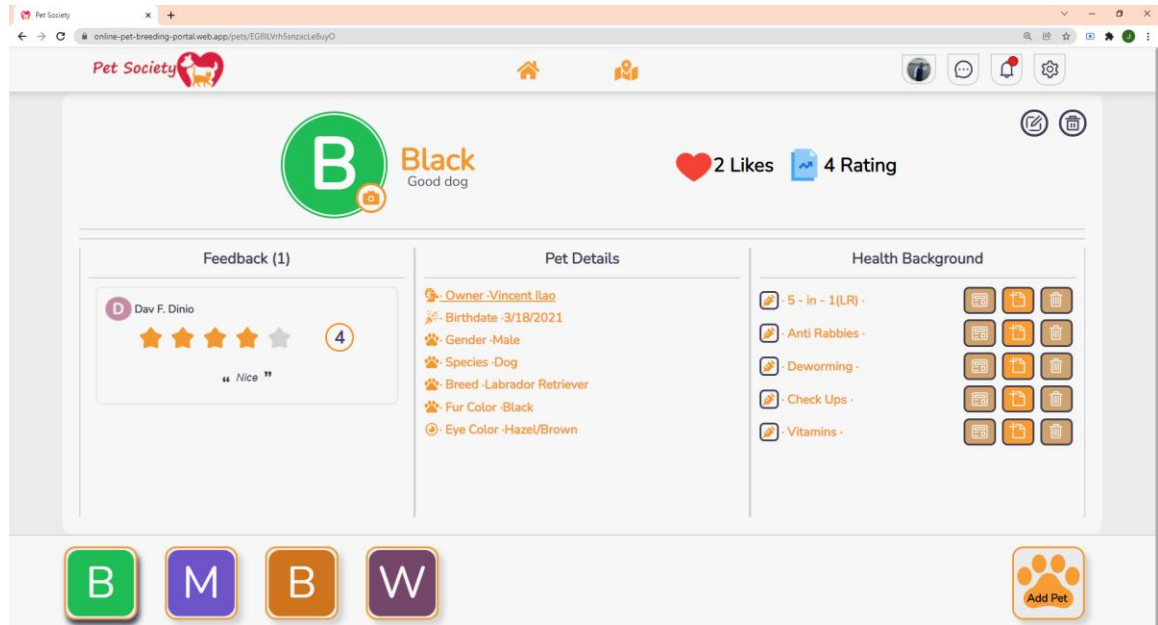 Pet Society
online-pet-breeding-portal.web.app/pets/EG8ILVrh5snzxcLe8uyO
J
Pet Society
B
Black
Good dog
2 Likes
4 Rating
Feedback (1)
D
Dav F. Dinio
4
“ Nice ”
Pet Details
· Owner ·Vincent Ilao
· Birthdate ·3/18/2021
· Gender ·Male
· Species ·Dog
· Breed ·Labrador Retriever
· Fur Color ·Black
· Eye Color ·Hazel/Brown
Health Background
· 5 - in - 1(LR) ·
· Anti Rabbies ·
· Deworming ·
· Check Ups ·
· Vitamins ·
B
M
B
W
Add Pet